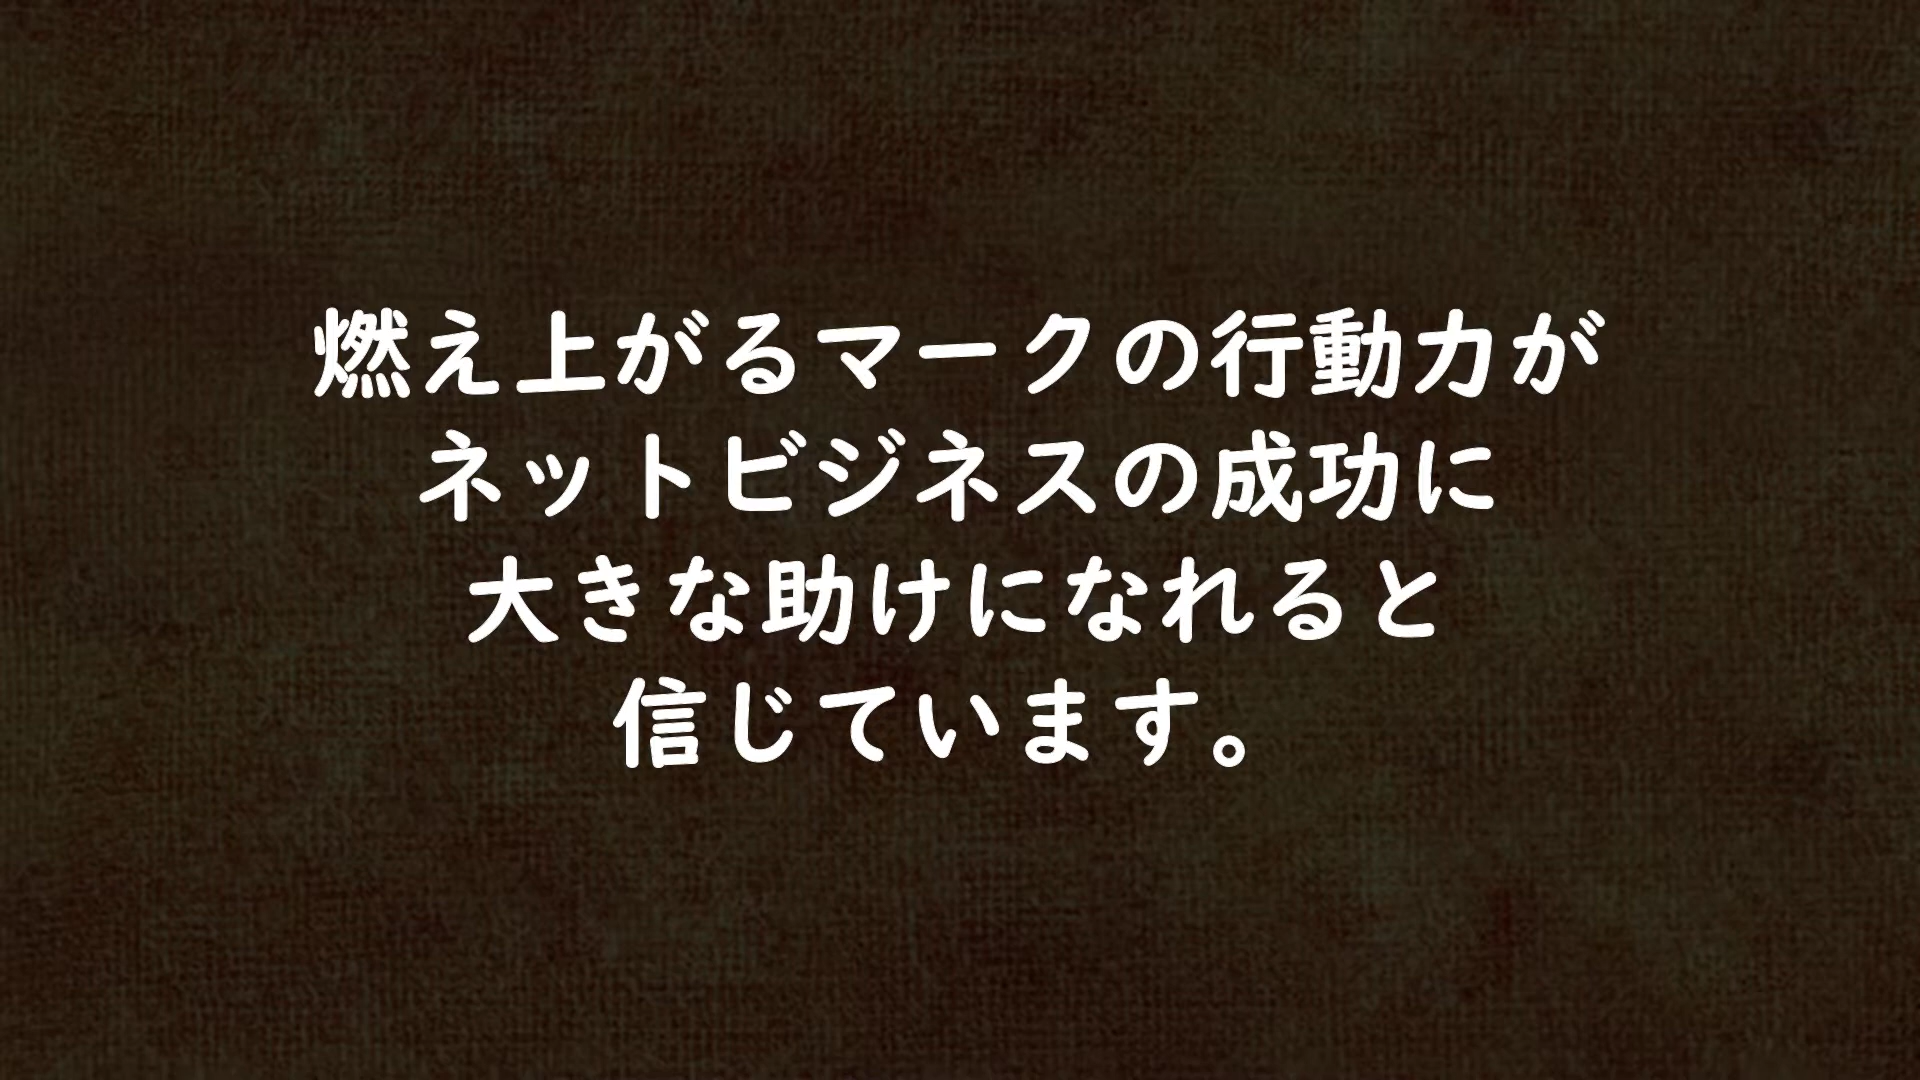 燃え上がるマークの行動力が
ネットビジネスの成功に
大きな助けになれると
信じています。